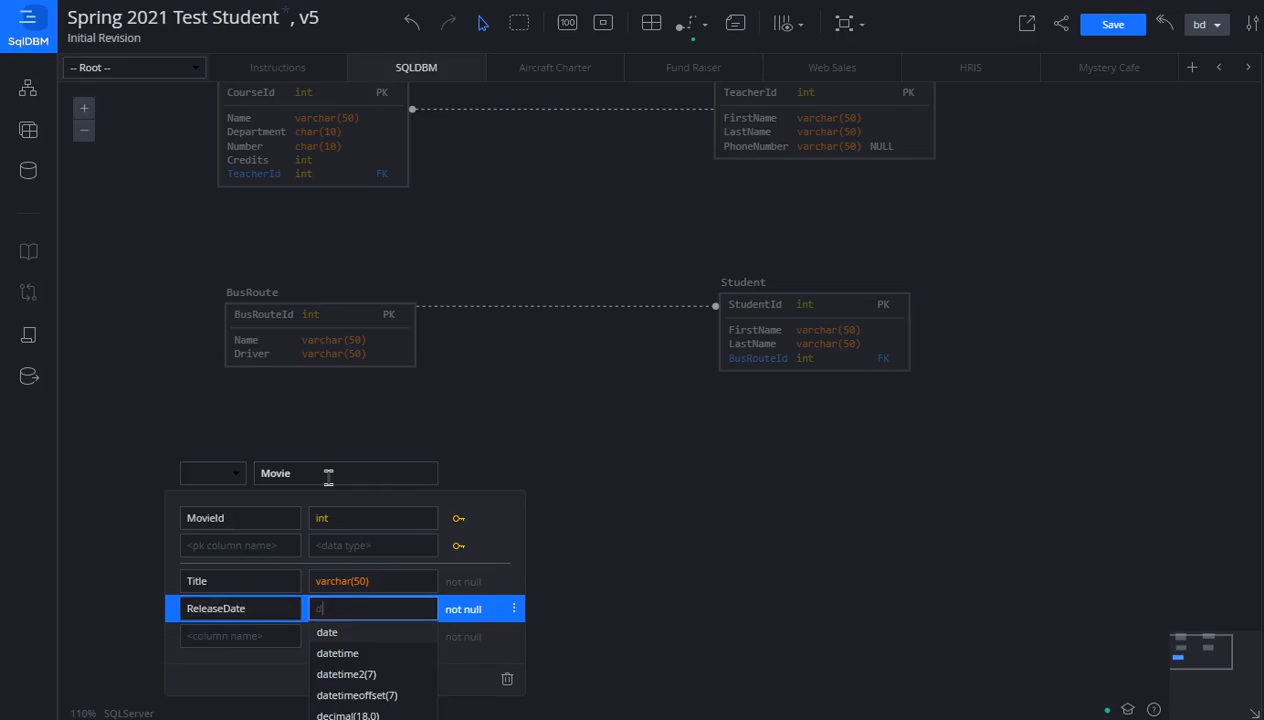 SqlDBM
Spring 2021 Test Student *, v5
Initial Revision
100
Save
bd
-- Root --
Instructions
SQLDBM
Aircraft Charter
Fund Raiser
Web Sales
HRIS
Mystery Cafe
+
−
CourseId int PK
Name varchar(50)
Department char(10)
Number char(10)
Credits int
TeacherId int FK
TeacherId int PK
FirstName varchar(50)
LastName varchar(50)
PhoneNumber varchar(50) NULL
BusRoute
BusRouteId int PK
Name varchar(50)
Driver varchar(50)
Student
StudentId int PK
FirstName varchar(50)
LastName varchar(50)
BusRouteId int FK
Movie
MovieId int
<pk column name> <data type>
Title varchar(50) not null
ReleaseDate d not null
<column name> not null
date
datetime
datetime2(7)
datetimeoffset(7)
decimal(18,0)
110% SQLServer